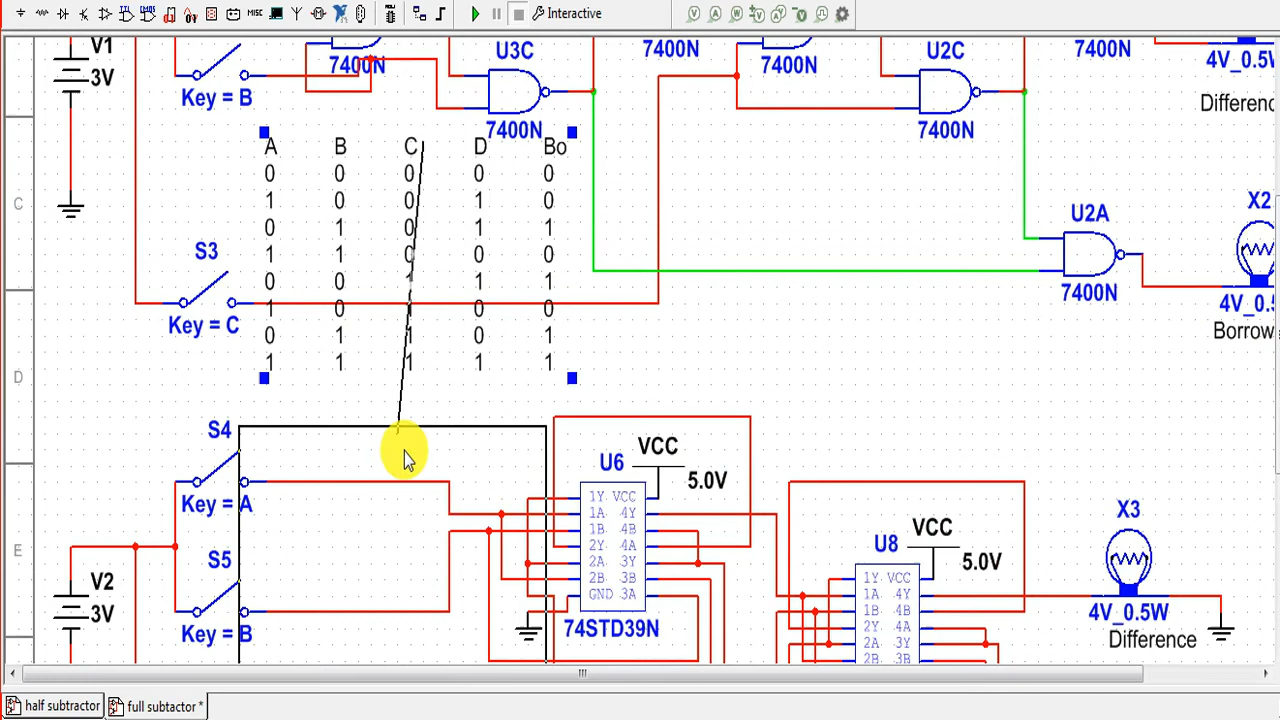 MISC
Interactive
V1
3V
Key = B
7400N
U3C
7400N
7400N
7400N
U2C
7400N
7400N
4V_0.5W
Differenc
A B C D Bo
0 0 0 0 0
1 0 0 1 0
0 1 0 1 1
1 1 0 0 0
0 0 1 1 1
1 0 1 0 0
0 1 1 0 1
1 1 1 1 1
C
S3
Key = C
U2A
7400N
X2
4V_0.5
Borrow
D
S4
Key = A
U6
VCC
5.0V
1Y VCC
1A 4Y
1B 4B
2Y 4A
2A 3Y
2B 3B
GND 3A
74STD39N
E
S5
Key = B
V2
3V
U8
VCC
5.0V
1Y VCC
1A 4Y
1B 4B
2Y 4A
2A 3Y
2B 3B
X3
4V_0.5W
Difference
half subtractor
full subtactor *